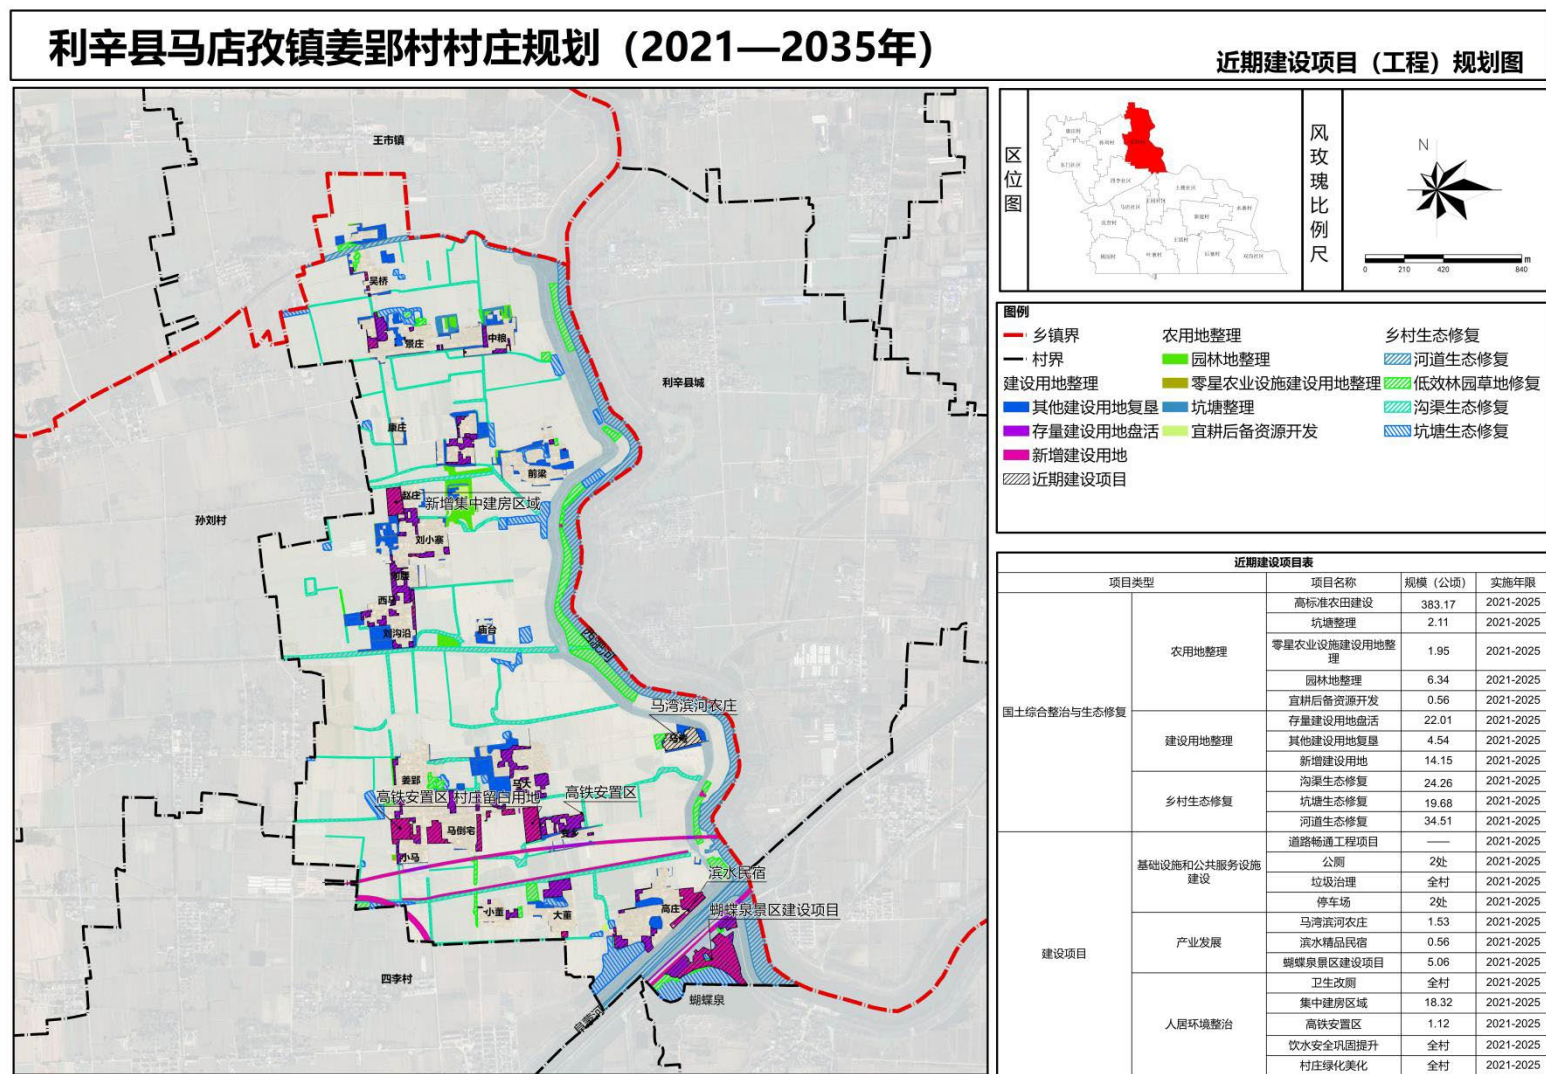 利辛县马店孜镇姜郢村村庄规划（2021—2035年）
近期建设项目（工程）规划图
王市镇
吴桥
景庄
中粮
利辛县城
康庄
前梁
赵庄
新增集中建房区域
孙刘村
刘小寨
刘腰
西马
刘沟沿
庙台
西淝河
马湾滨河农庄
马湾
姜郢
马大
高铁安置区
村庄留白用地
高铁安置区
马倒宅
小马
滨水民宿
小董
大董
高庄
蝴蝶泉景区建设项目
四李村
蝴蝶泉
阜蒙河
区位图
风玫瑰比例尺
N
0 210 420 840
m
图例
乡镇界
村界
建设用地整理
其他建设用地复垦
存量建设用地盘活
新增建设用地
近期建设项目
农用地整理
园林地整理
零星农业设施建设用地整理
坑塘整理
宜耕后备资源开发
乡村生态修复
河道生态修复
低效林园草地修复
沟渠生态修复
坑塘生态修复
近期建设项目表
项目类型 项目名称 规模（公顷） 实施年限
国土综合整治与生态修复
农用地整理
高标准农田建设 383.17 2021-2025
坑塘整理 2.11 2021-2025
零星农业设施建设用地整理 1.95 2021-2025
园林地整理 6.34 2021-2025
宜耕后备资源开发 0.56 2021-2025
建设用地整理
存量建设用地盘活 22.01 2021-2025
其他建设用地复垦 4.54 2021-2025
新增建设用地 14.15 2021-2025
乡村生态修复
沟渠生态修复 24.26 2021-2025
坑塘生态修复 19.68 2021-2025
河道生态修复 34.51 2021-2025
建设项目
基础设施和公共服务设施建设
道路畅通工程项目 —— 2021-2025
公厕 2处 2021-2025
垃圾治理 全村 2021-2025
停车场 2处 2021-2025
产业发展
马湾滨河农庄 1.53 2021-2025
滨水精品民宿 0.56 2021-2025
蝴蝶泉景区建设项目 5.06 2021-2025
人居环境整治
卫生改厕 全村 2021-2025
集中建房区域 18.32 2021-2025
高铁安置区 1.12 2021-2025
饮水安全巩固提升 全村 2021-2025
村庄绿化美化 全村 2021-2025